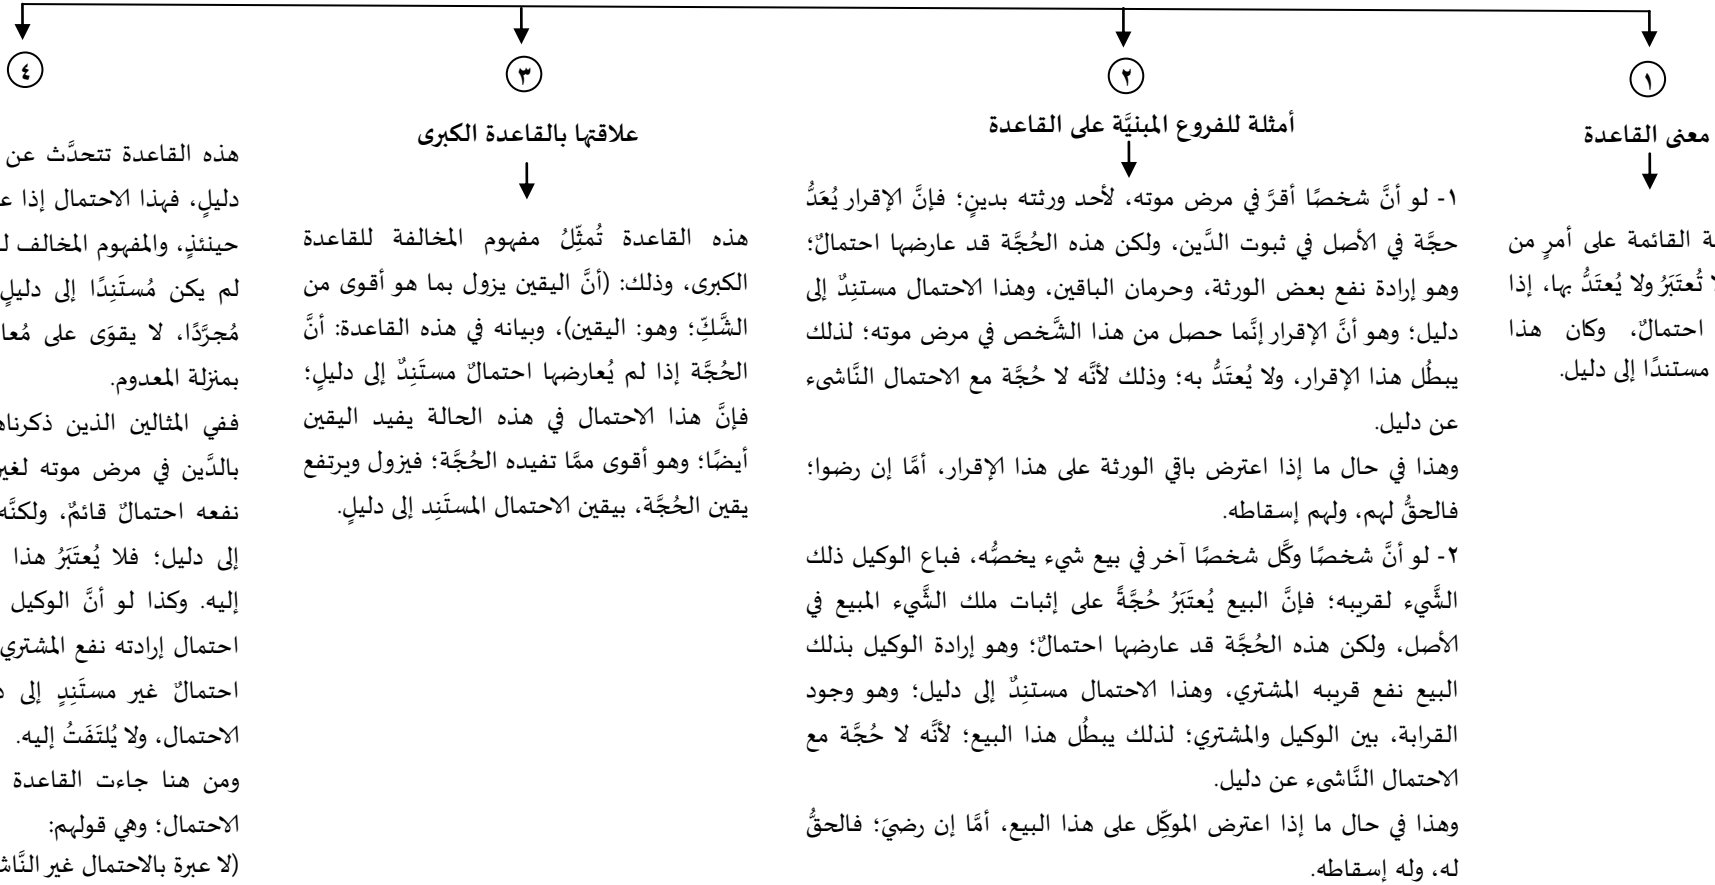 ١
معنى القاعدة
القائمة على أمرٍ من
تُعتَبَرُ ولا يُعتَدُّ بها، إذا
احتمالٌ، وكان هذا
مستندًا إلى دليل.
٢
أمثلة للفروع المبنيَّة على القاعدة
١- لو أنَّ شخصًا أقرَّ في مرض موته، لأحد ورثته بدينٍ؛ فإنَّ الإقرار يُعَدُّ
حجَّة في الأصل في ثبوت الدَّين، ولكن هذه الحُجَّة قد عارضها احتمالٌ؛
وهو إرادة نفع بعض الورثة، وحرمان الباقين، وهذا الاحتمال مستندٌ إلى
دليل؛ وهو أنَّ الإقرار إنَّما حصل من هذا الشَّخص في مرض موته؛ لذلك
يبطُل هذا الإقرار، ولا يُعتَدُّ به؛ وذلك لأنَّه لا حُجَّة مع الاحتمال النَّاشىء
عن دليل.
وهذا في حال ما إذا اعترض باقي الورثة على هذا الإقرار، أمَّا إن رضوا؛
فالحقُّ لهم، ولهم إسقاطه.
٢- لو أنَّ شخصًا وكَّل شخصًا آخر في بيع شيء يخصُّه، فباع الوكيل ذلك
الشَّيء لقريبه؛ فإنَّ البيع يُعتَبَرُ حُجَّةً على إثبات ملك الشَّيء المبيع في
الأصل، ولكن هذه الحُجَّة قد عارضها احتمالٌ؛ وهو إرادة الوكيل بذلك
البيع نفع قريبه المشتري، وهذا الاحتمال مستنِدٌ إلى دليل؛ وهو وجود
القرابة، بين الوكيل والمشتري؛ لذلك يبطُل هذا البيع؛ لأنَّه لا حُجَّة مع
الاحتمال النَّاشىء عن دليل.
وهذا في حال ما إذا اعترض الموكِّل على هذا البيع، أمَّا إن رضيَ؛ فالحقُّ
له، وله إسقاطه.
٣
علاقتها بالقاعدة الكبرى
هذه القاعدة تُمثِّلُ مفهوم المخالفة للقاعدة
الكبرى، وذلك: (أنَّ اليقين يزول بما هو أقوى من
الشَّكِّ؛ وهو: اليقين)، وبيانه في هذه القاعدة: أنَّ
الحُجَّة إذا لم يُعارضها احتمالٌ مستَنِدٌ إلى دليلٍ؛
فإنَّ هذا الاحتمال في هذه الحالة يفيد اليقين
أيضًا؛ وهو أقوى ممَّا تفيده الحُجَّة؛ فيزول ويرتفع
يقين الحُجَّة، بيقين الاحتمال المستَنِد إلى دليلٍ.
٤
هذه القاعدة تتحدَّث عن
دليلٍ، فهذا الاحتمال إذا
حينئذٍ، والمفهوم المخالف
لم يكن مُستَنِدًا إلى دليلٍ
مُجرَّدًا، لا يقوَى على
بمنزلة المعدوم.
ففي المثالين الذين
بالدَّين في مرض موته
نفعه احتمالٌ قائمٌ، ولكنَّه
إلى دليل؛ فلا يُعتَبَرُ هذا
إليه. وكذا لو أنَّ الوكيل
احتمال إرادته نفع المشتري
احتمالٌ غير مستَنِدٍ إلى
الاحتمال، ولا يُلتَفَتُ إليه.
ومن هنا جاءت القاعدة
الاحتمال؛ وهي قولهم:
(لا عبرة بالاحتمال غير